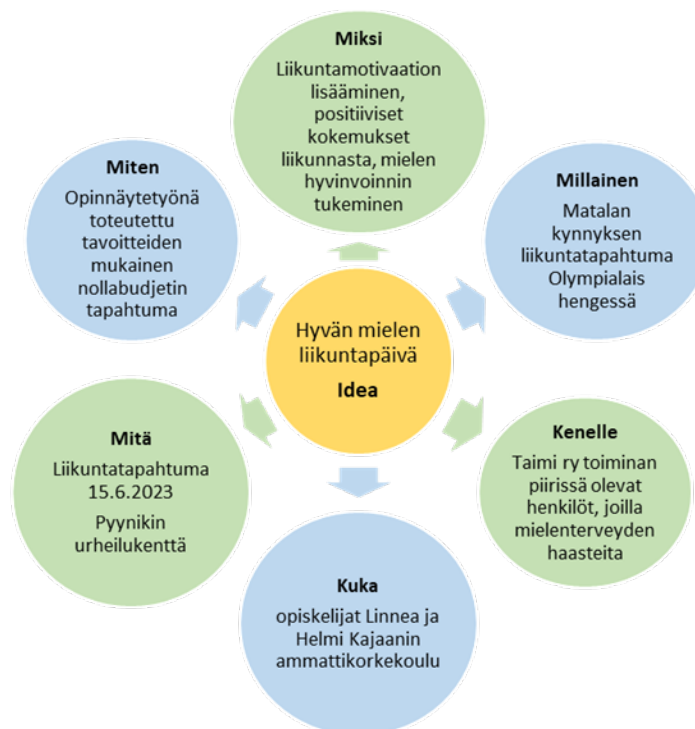 Miksi
Liikuntamotivaation
lisääminen,
positiiviset
kokemukset
liikunnasta, mielen
hyvinvoinnin
tukeminen
Miten
Opinnäytetyönä
toteutettu
tavoitteiden
mukainen
nollabudjetin
tapahtuma
Millainen
Matalan
kynnyksen
liikuntatapahtuma
Olympialais
hengessä
Hyvän mielen
liikuntapäivä
Idea
Mitä
Liikuntatapahtuma
15.6.2023
Pyynikin
urheilukenttä
Kenelle
Taimi ry toiminan
piirissä olevat
henkilöt, joilla
mielenterveyden
haasteita
Kuka
opiskelijat Linnea ja
Helmi Kajaanin
ammattikorkekoulu